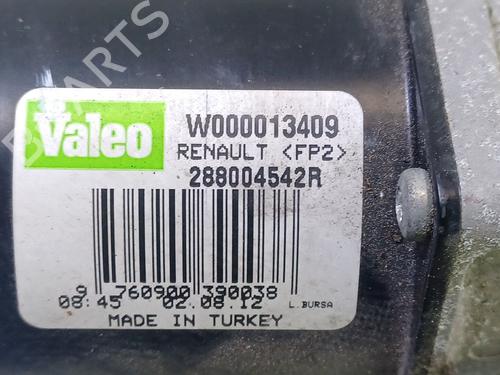 Valeo
W000013409
RENAULT <FP2>
288004542R
9 760900 390038
08:45 02.08.12 L.BURSA
MADE IN TURKEY